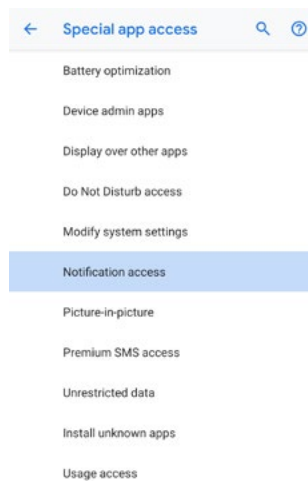 Special app access
Battery optimization
Device admin apps
Display over other apps
Do Not Disturb access
Modify system settings
Notification access
Picture-in-picture
Premium SMS access
Unrestricted data
Install unknown apps
Usage access